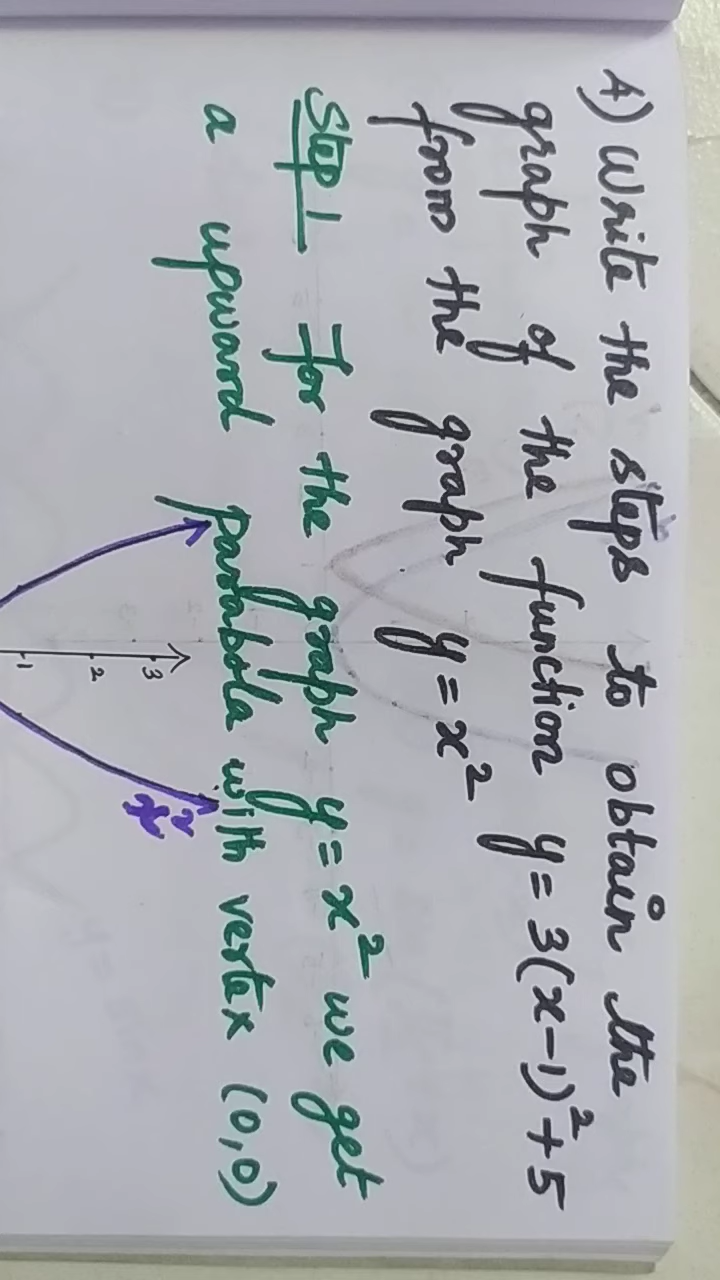 4) Write the steps to obtain the
graph of the function y = 3(x-1)² + 5
from the graph y = x²
Step 1 For the graph y = x² we get
a upward parabola with vertex (0,0)
x²
3
2
1